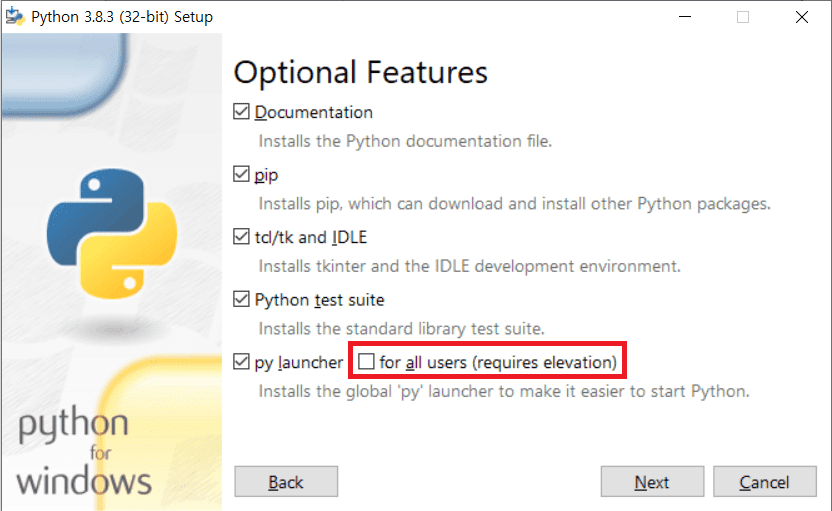 Python 3.8.3 (32-bit) Setup
Optional Features
Documentation
Installs the Python documentation file.
pip
Installs pip, which can download and install other Python packages.
tcl/tk and IDLE
Installs tkinter and the IDLE development environment.
Python test suite
Installs the standard library test suite.
py launcher for all users (requires elevation)
Installs the global 'py' launcher to make it easier to start Python.
python
for
windows
Back Next Cancel